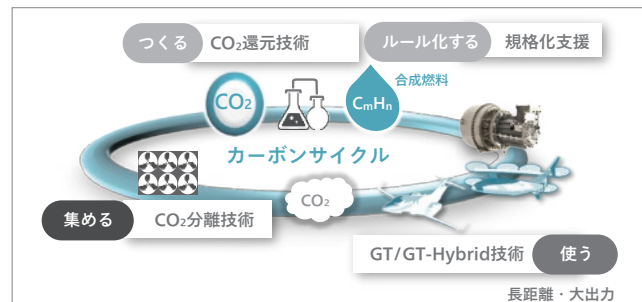 つくる CO₂還元技術
ルール化する 規格化支援
CO₂
CmHn
合成燃料
カーボンサイクル
CO₂
集める CO₂分離技術
GT/GT-Hybrid技術 使う
長距離・大出力